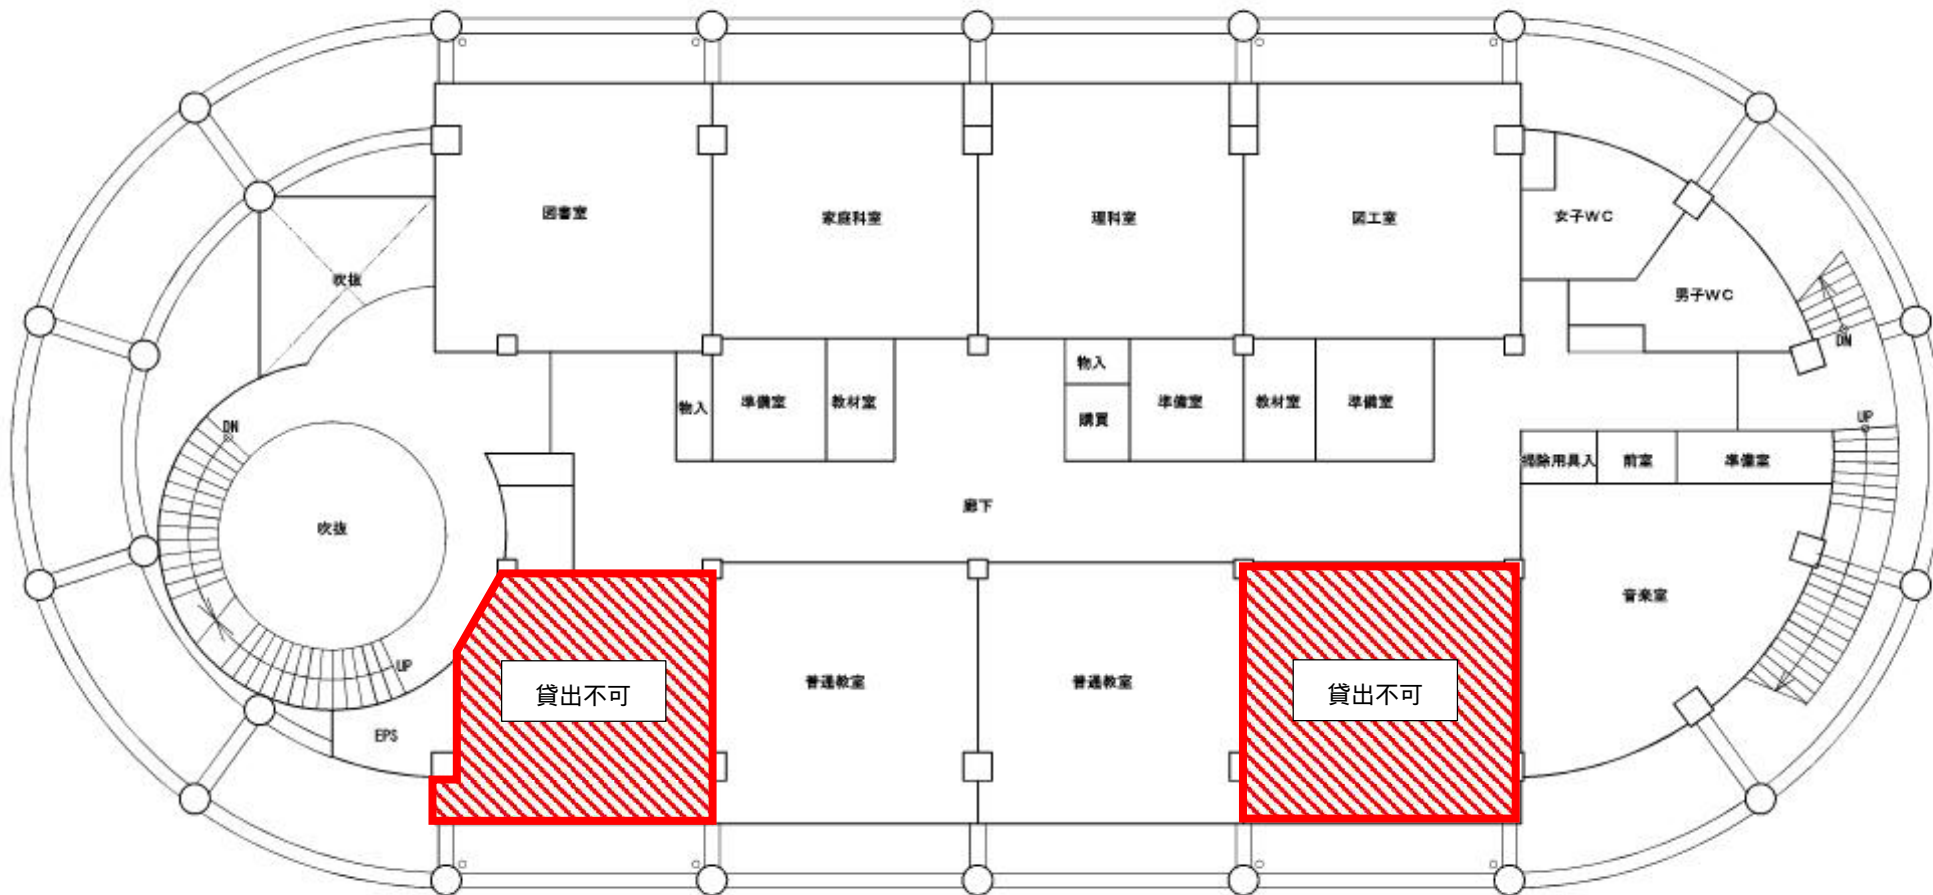 図書室
家庭科室
理科室
図工室
女子WC
吹抜
男子WC
DN
物入
準備室
教材室
物入
購買
準備室
教材室
準備室
DN
UP
掃除用具入
前室
準備室
廊下
吹抜
音楽室
UP
貸出不可
普通教室
普通教室
貸出不可
EPS